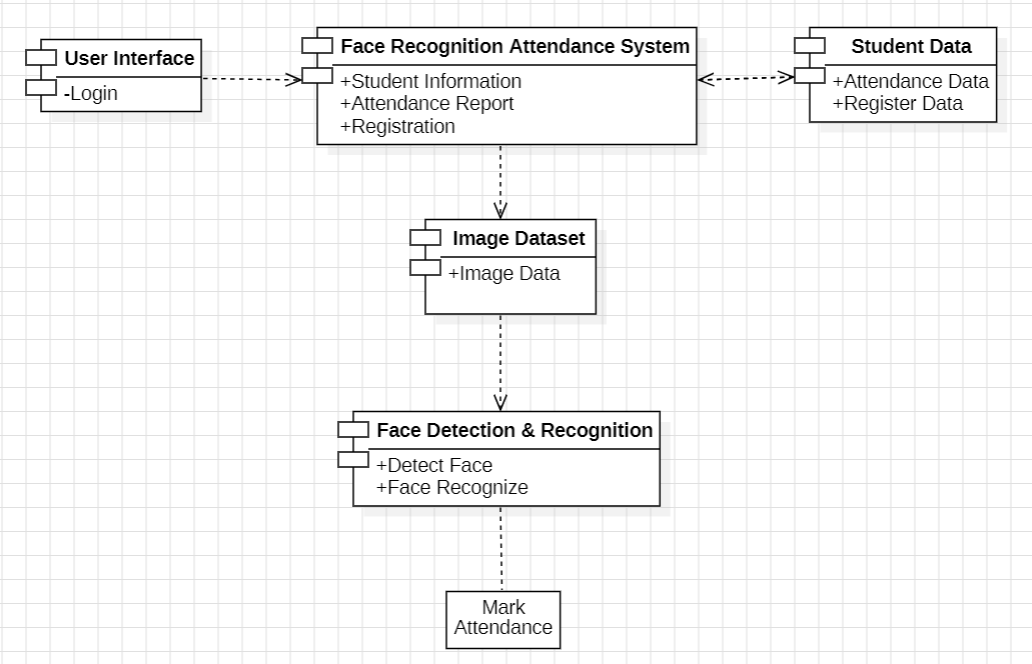 User Interface
-Login
Face Recognition Attendance System
+Student Information
+Attendance Report
+Registration
Student Data
+Attendance Data
+Register Data
Image Dataset
+Image Data
Face Detection & Recognition
+Detect Face
+Face Recognize
Mark
Attendance